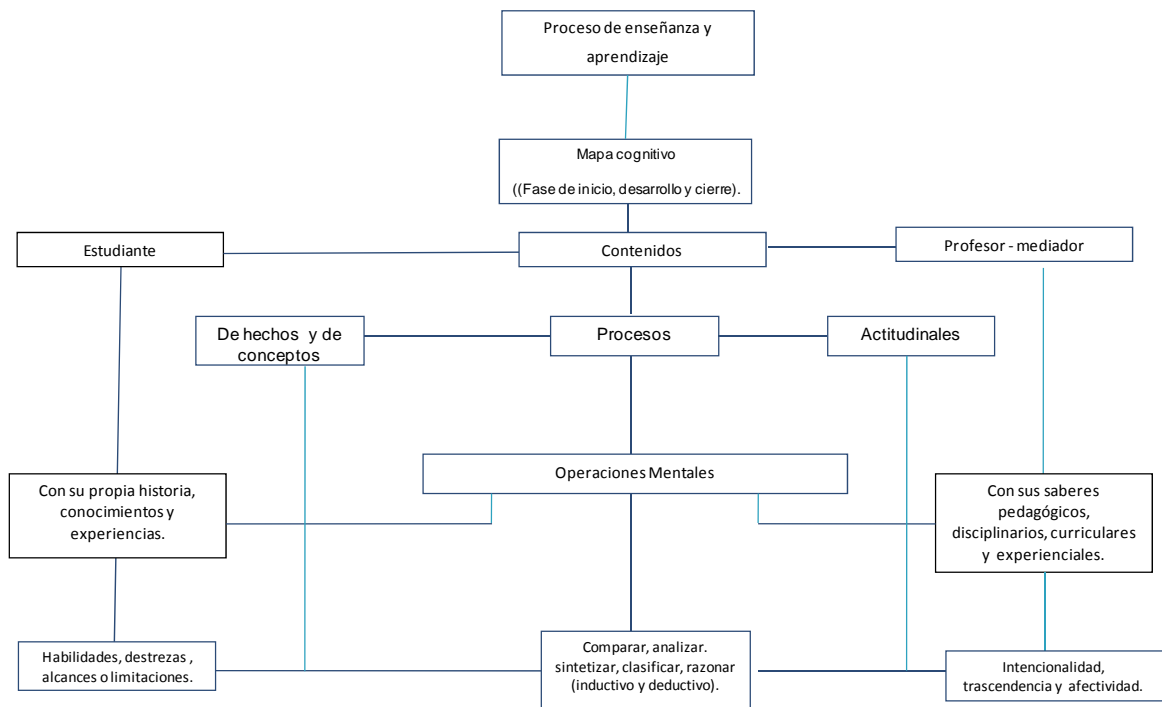 Proceso de enseñanza y
aprendizaje
Mapa cognitivo
((Fase de inicio, desarrollo y cierre).
Estudiante
Contenidos
Profesor - mediador
De hechos y de
conceptos
Procesos
Actitudinales
Operaciones Mentales
Con su propia historia,
conocimientos y
experiencias.
Con sus saberes
pedagógicos,
disciplinarios, curriculares
y experienciales.
Habilidades, destrezas ,
alcances o limitaciones.
Comparar, analizar.
sintetizar, clasificar, razonar
(inductivo y deductivo).
Intencionalidad,
trascendencia y afectividad.